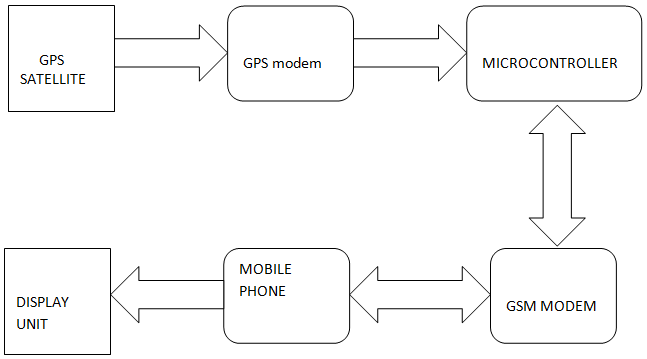 GPS
SATELLITE
GPS modem
MICROCONTROLLER
DISPLAY
UNIT
MOBILE
PHONE
GSM MODEM